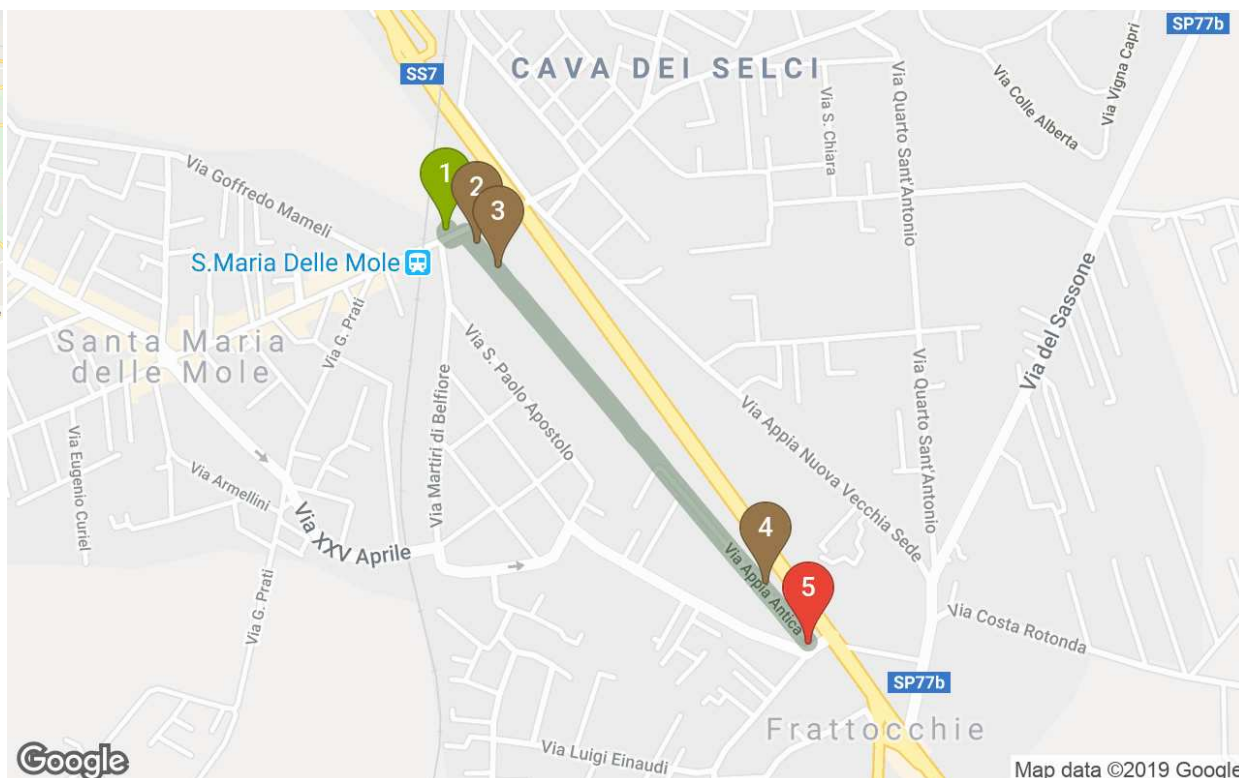 SP77b
SS7
CAVA DEI SELCI
Via Vigna Capri
Via Colle Alberta
Via S. Chiara
Via Quarto Sant'Antonio
Via Goffredo Mameli
1
2
3
S.Maria Delle Mole
Via G. Prati
Santa Maria
delle Mole
Via S. Paolo Apostolo
Via del Sassone
Via Martiri di Belfiore
Via Quarto Sant'Antonio
Via Appia Nuova Vecchia Sede
Via Eugenio Curiel
Via Armellini
Via XXV Aprile
4
Via Appia Antica
5
Via G. Prati
Via Costa Rotonda
SP77b
Frattocchie
Via Luigi Einaudi
Google
Map data ©2019 Google